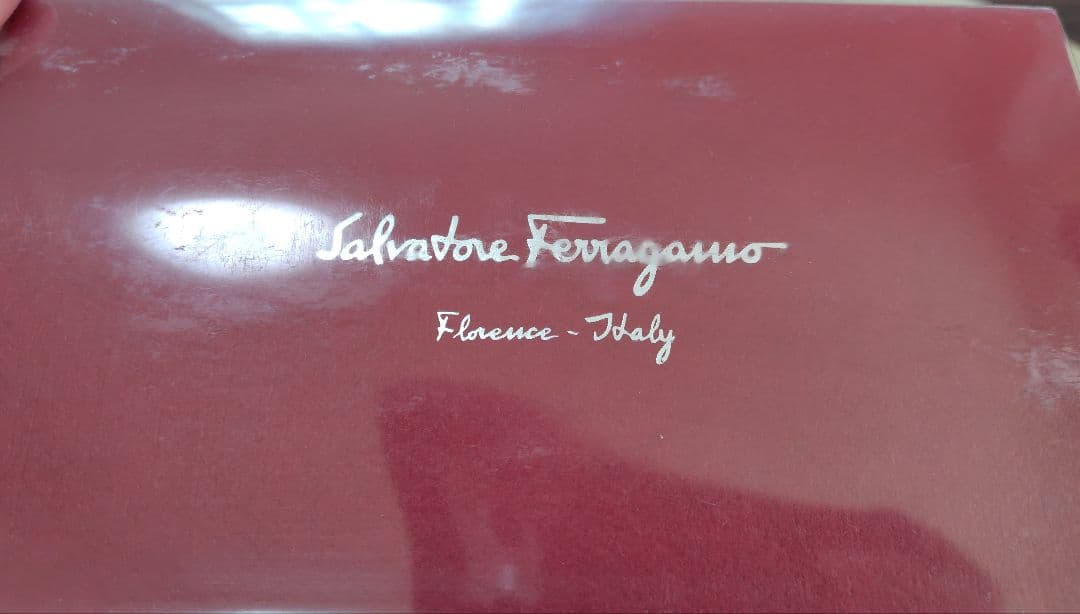 Salvatore Ferragamo
Florence - Italy